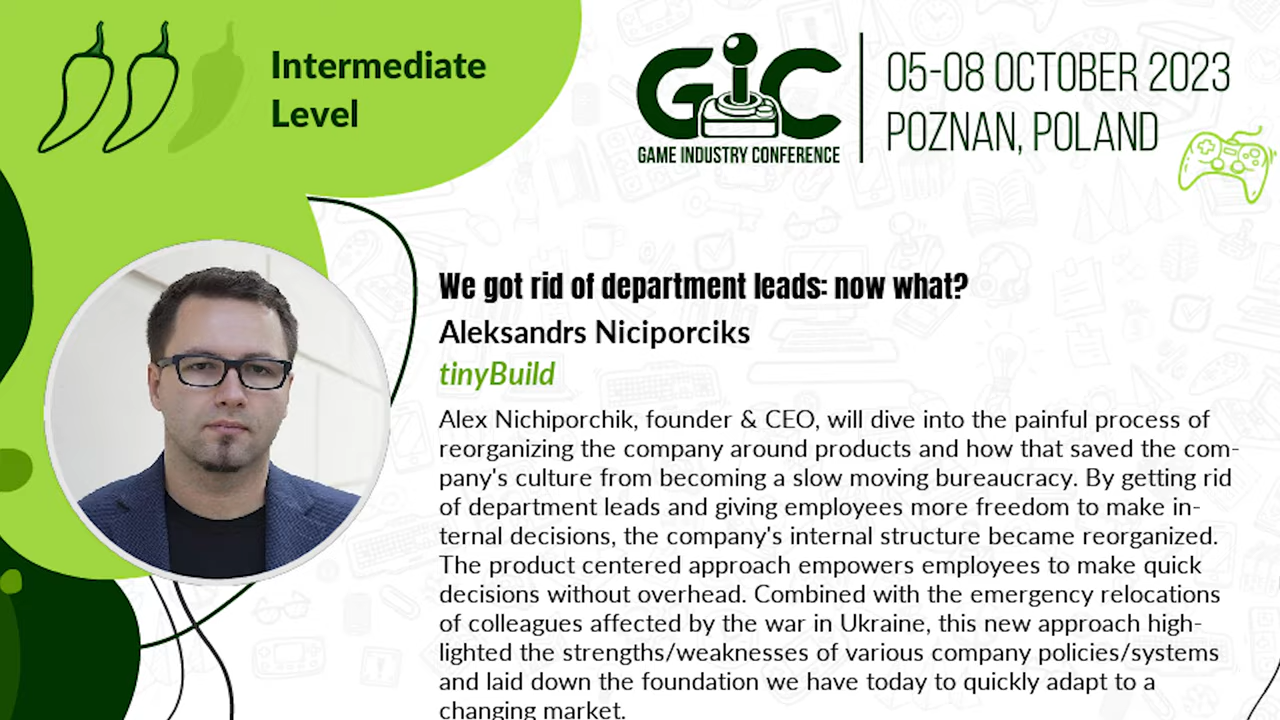 Intermediate
Level
GIC
GAME INDUSTRY CONFERENCE
05-08 OCTOBER 2023
POZNAN, POLAND
We got rid of department leads: now what?
Aleksandrs Niciporciks
tinyBuild
Alex Nichiporchik, founder & CEO, will dive into the painful process of
reorganizing the company around products and how that saved the com-
pany's culture from becoming a slow moving bureaucracy. By getting rid
of department leads and giving employees more freedom to make in-
ternal decisions, the company's internal structure became reorganized.
The product centered approach empowers employees to make quick
decisions without overhead. Combined with the emergency relocations
of colleagues affected by the war in Ukraine, this new approach high-
lighted the strengths/weaknesses of various company policies/systems
and laid down the foundation we have today to quickly adapt to a
changing market.